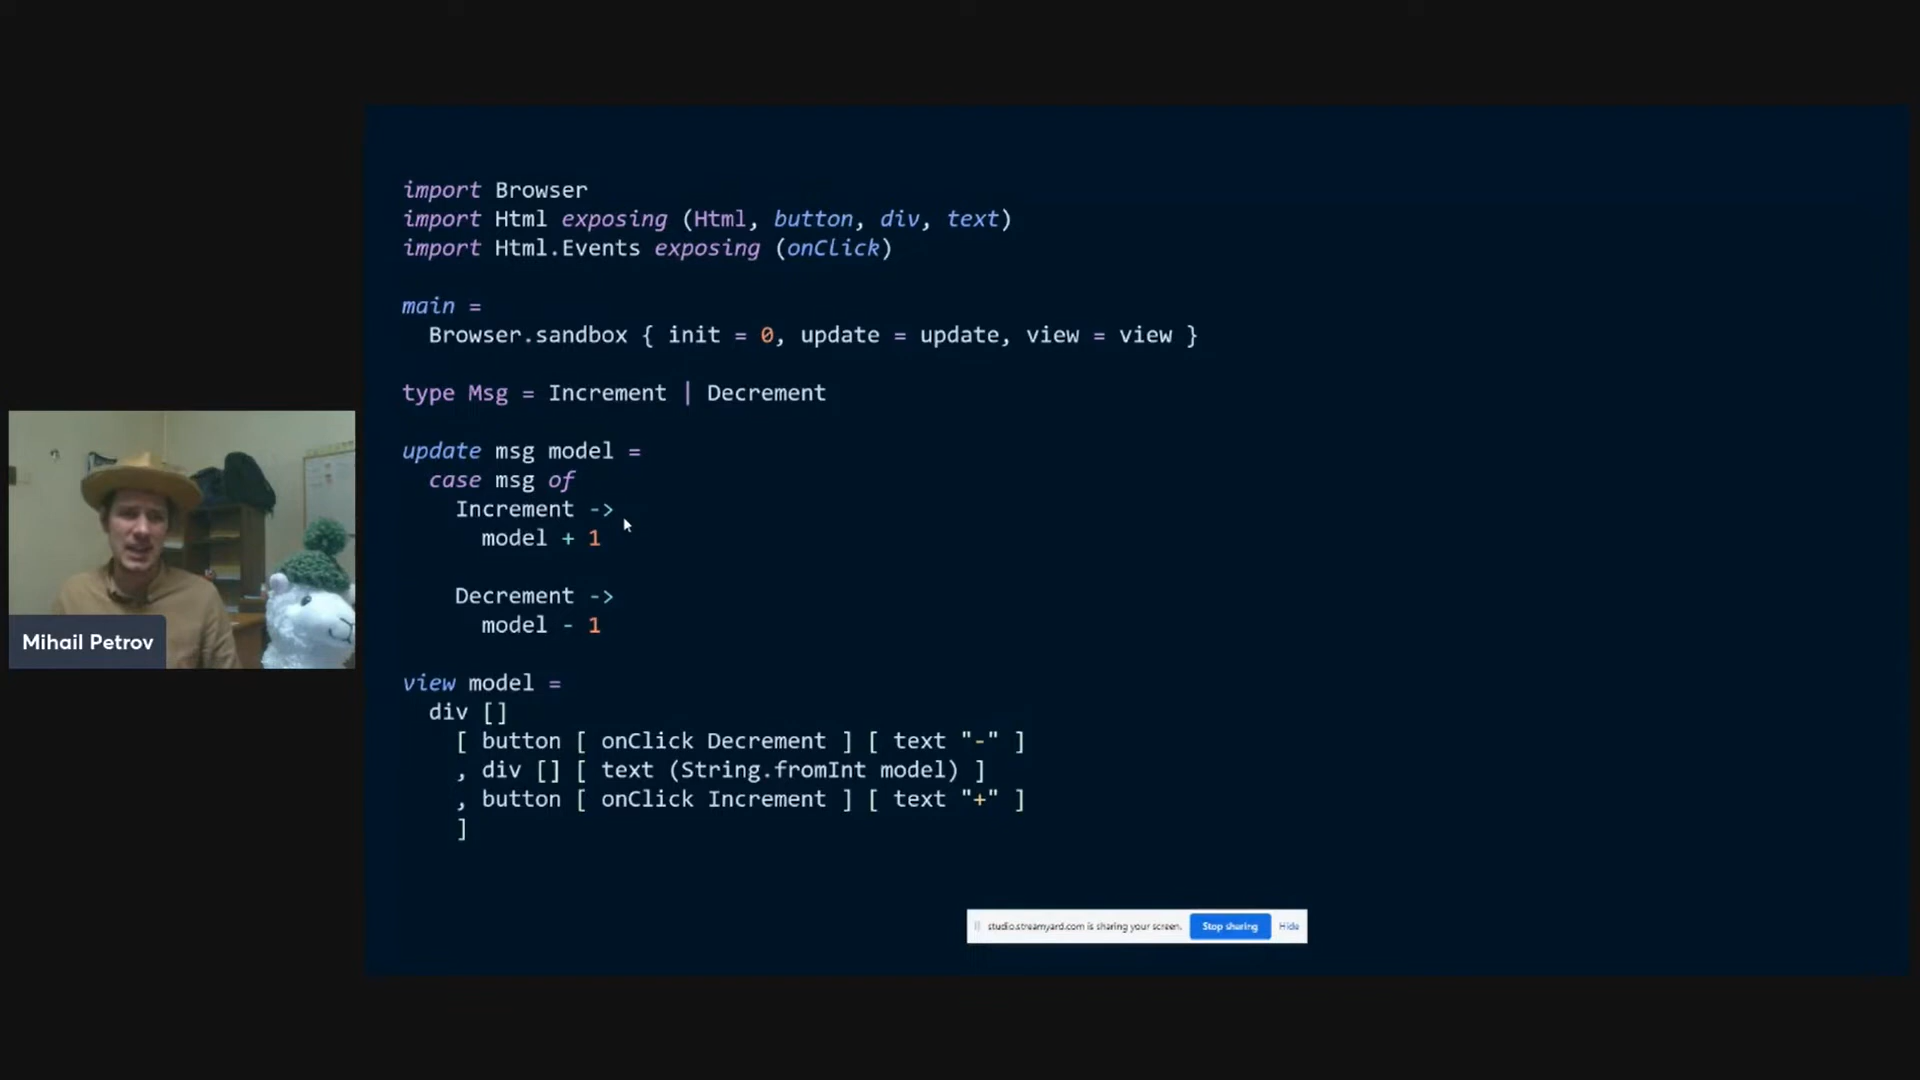 import Browser
import Html exposing (Html, button, div, text)
import Html.Events exposing (onClick)
main =
Browser.sandbox { init = 0, update = update, view = view }
type Msg = Increment | Decrement
update msg model =
case msg of
Increment ->
model + 1
Decrement ->
model - 1
view model =
div []
[ button [ onClick Decrement ] [ text "-" ]
, div [] [ text (String.fromInt model) ]
, button [ onClick Increment ] [ text "+" ]
]
Mihail Petrov
studio.streamyard.com is sharing your screen.
Stop sharing
Hide